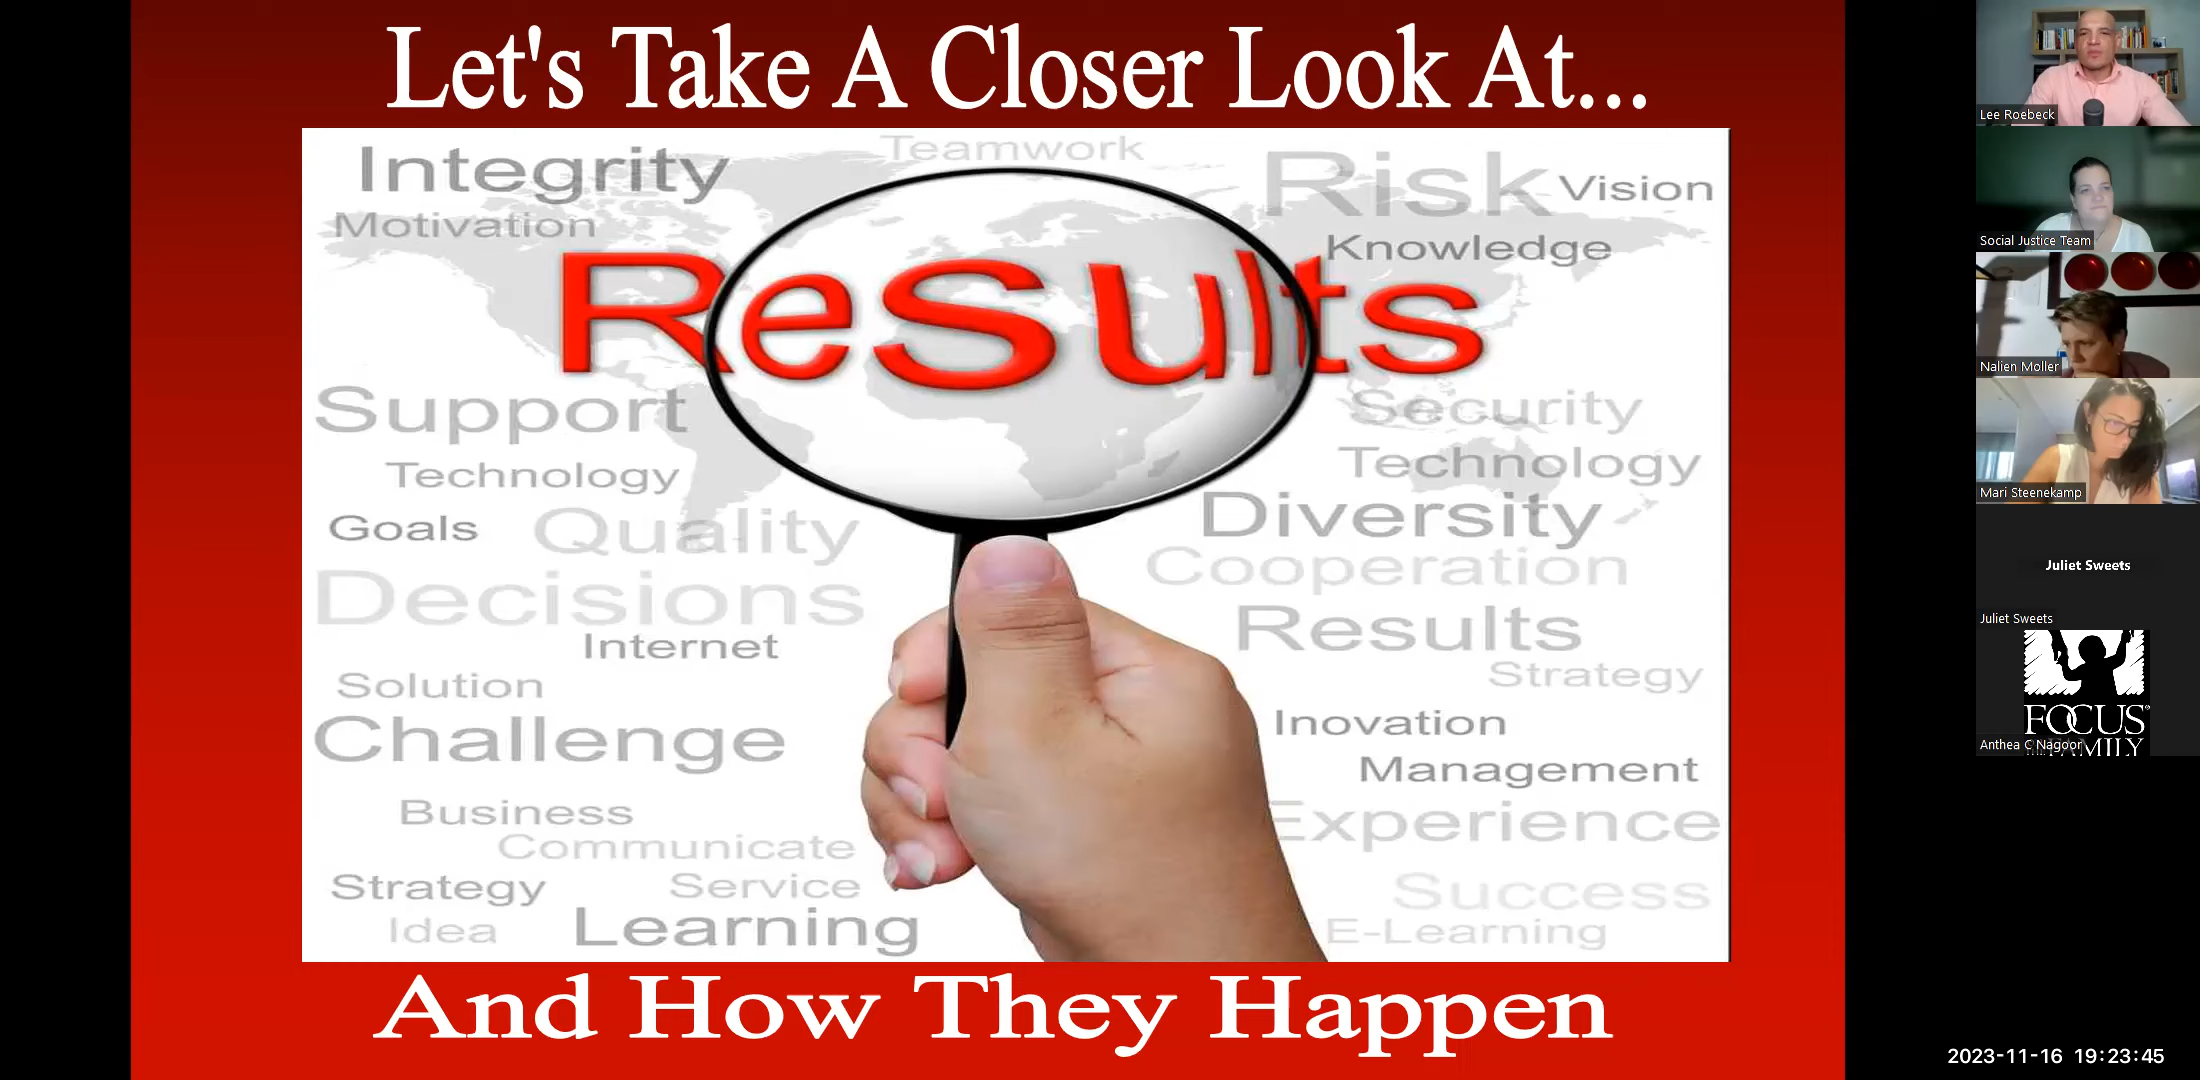 Let's Take A Closer Look At...
Integrity
Teamwork
Risk
Vision
Motivation
Knowledge
Results
Support
Security
Technology
Technology
Goals
Quality
Diversity
Cooperation
Decisions
Results
Internet
Solution
Strategy
Challenge
Inovation
Management
Business
Experience
Communicate
Strategy
Service
Success
Idea
Learning
E-Learning
And How They Happen
Lee Roebeck
Social Justice Team
Nalien Moller
Mari Steenekamp
Juliet Sweets
Juliet Sweets
FOCUS
Anthea C Nagoor
FAMILY
2023-11-16 19:23:45